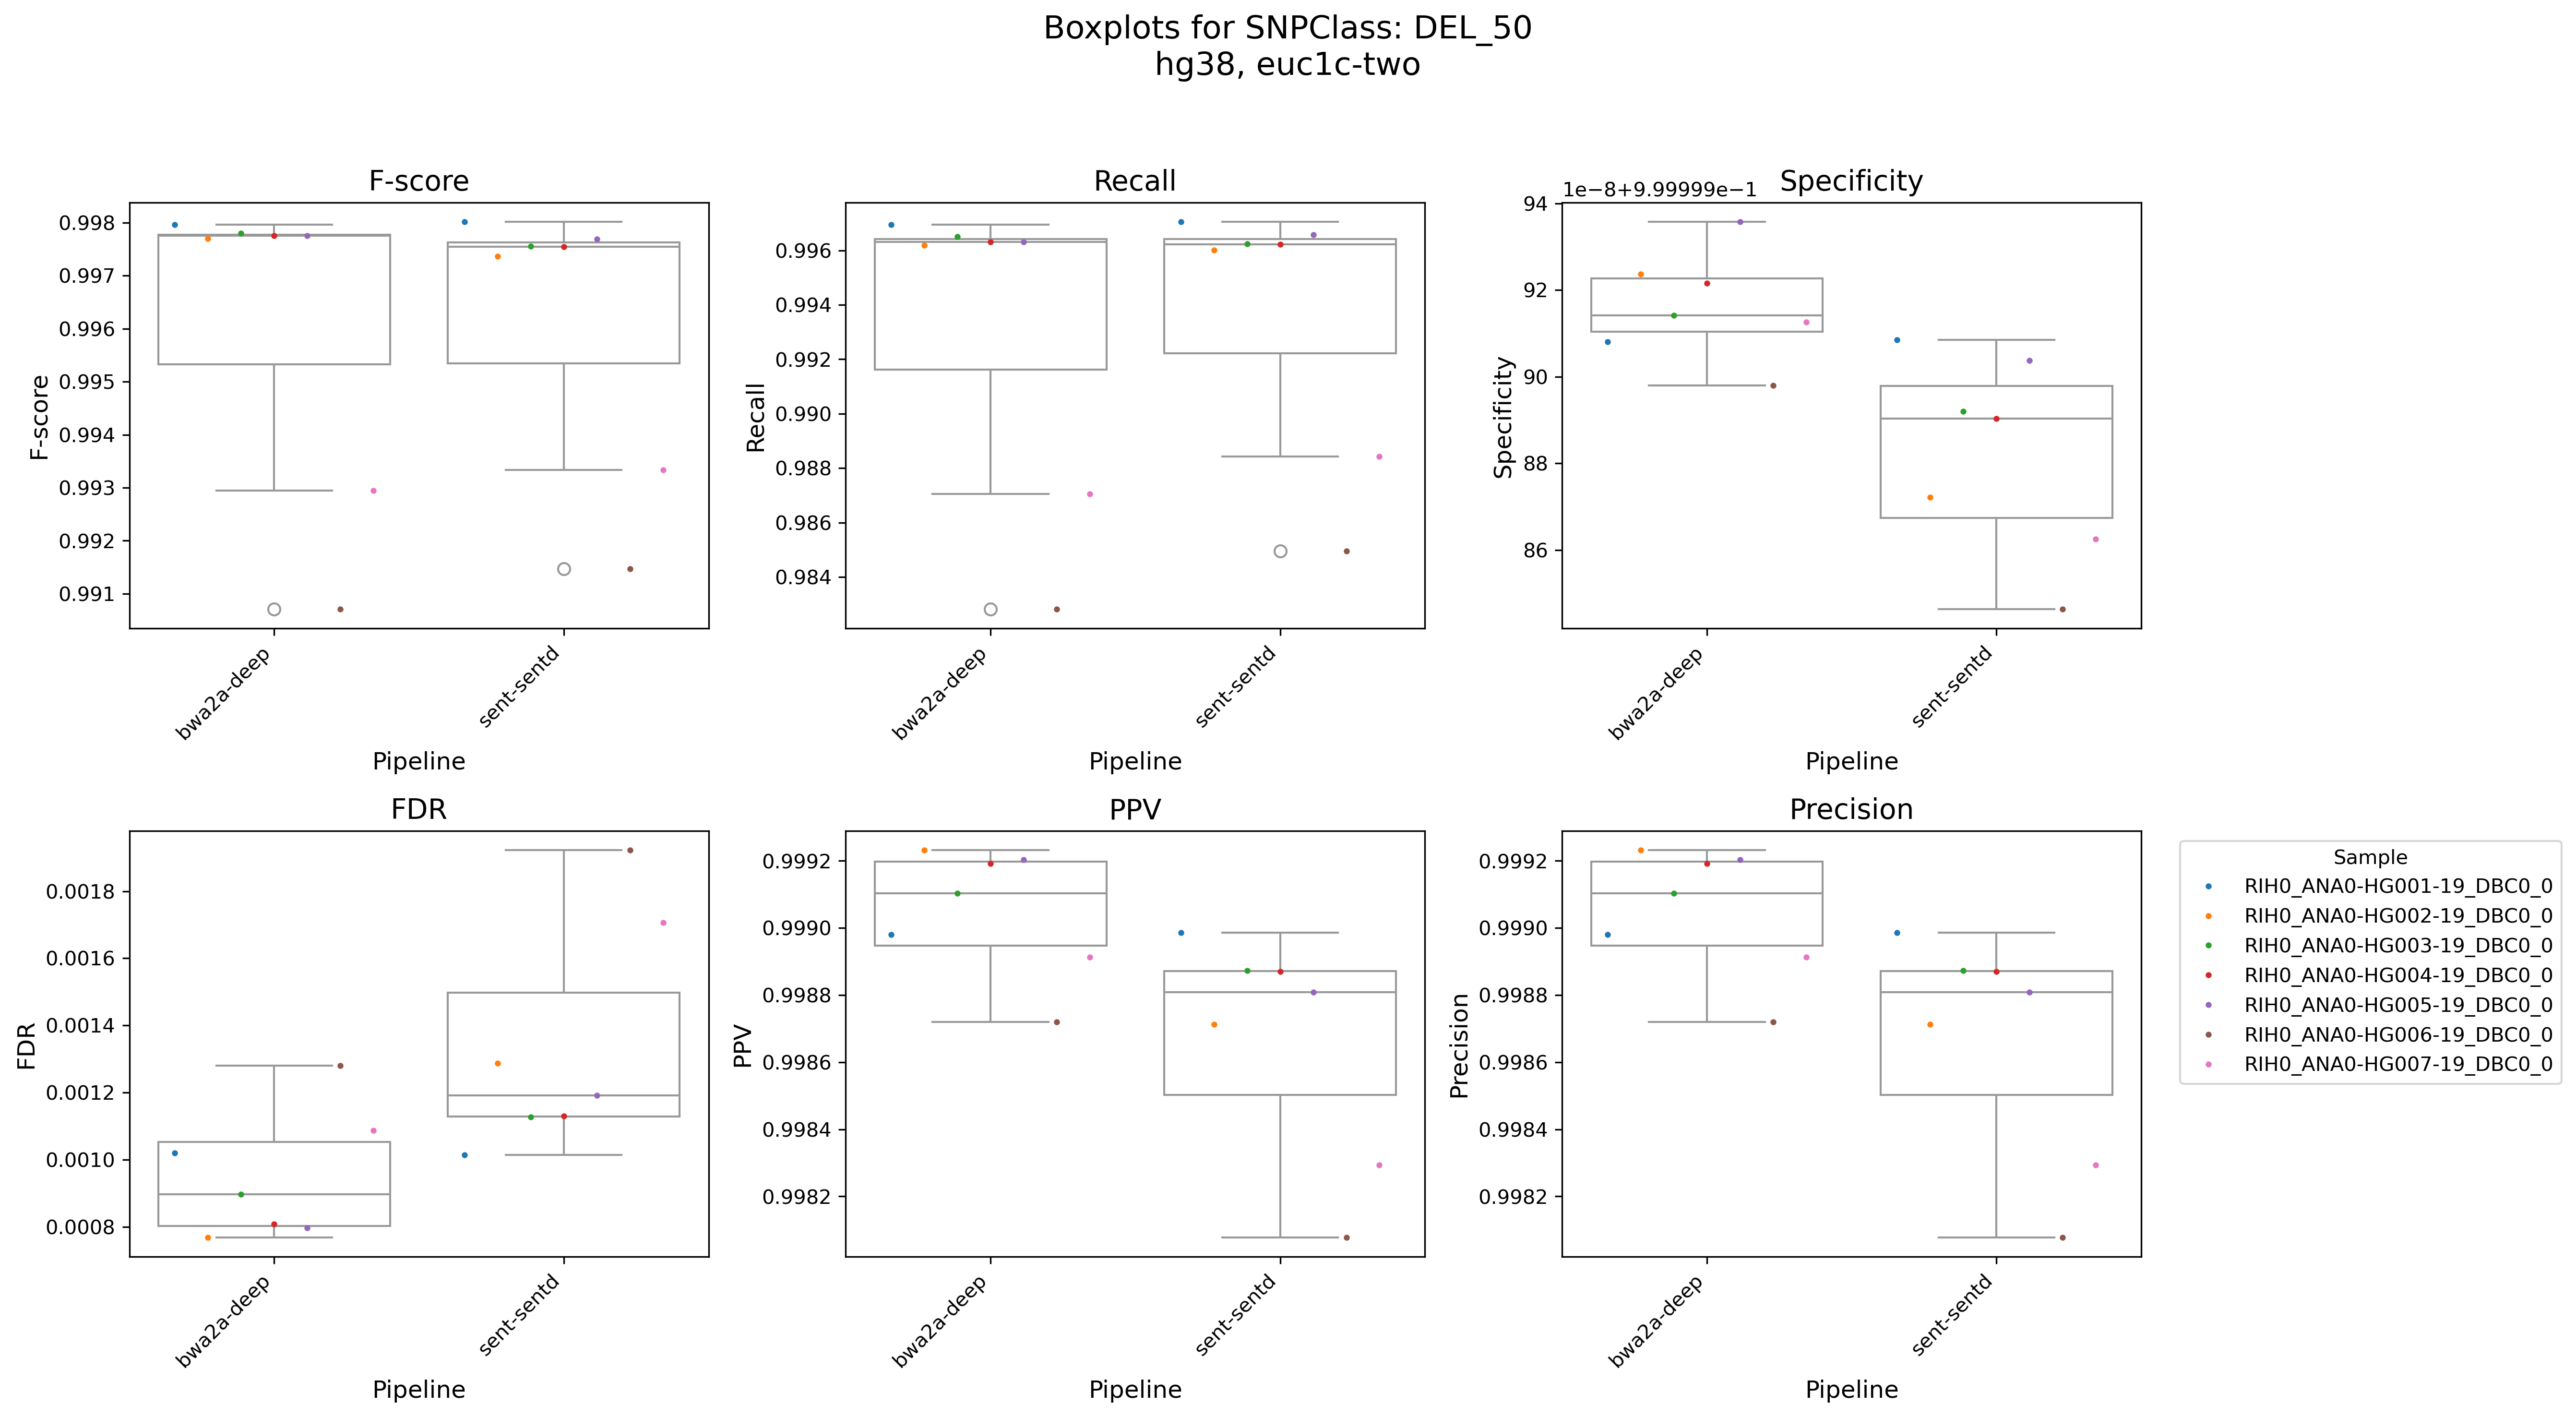 Boxplots for SNPClass: DEL_50
hg38, euc1c-two
F-score
0.998
0.997
0.996
0.995
0.994
0.993
0.992
0.991
F-score
bwa2a-deep
sent-sentd
Pipeline
Recall
0.996
0.994
0.992
0.990
0.988
0.986
0.984
Recall
bwa2a-deep
sent-sentd
Pipeline
1e−8+9.99999e−1
Specificity
94
92
90
88
86
Specificity
bwa2a-deep
sent-sentd
Pipeline
FDR
0.0018
0.0016
0.0014
0.0012
0.0010
0.0008
FDR
bwa2a-deep
sent-sentd
Pipeline
PPV
0.9992
0.9990
0.9988
0.9986
0.9984
0.9982
PPV
bwa2a-deep
sent-sentd
Pipeline
Precision
0.9992
0.9990
0.9988
0.9986
0.9984
0.9982
Precision
bwa2a-deep
sent-sentd
Pipeline
Sample
RIH0_ANA0-HG001-19_DBC0_0
RIH0_ANA0-HG002-19_DBC0_0
RIH0_ANA0-HG003-19_DBC0_0
RIH0_ANA0-HG004-19_DBC0_0
RIH0_ANA0-HG005-19_DBC0_0
RIH0_ANA0-HG006-19_DBC0_0
RIH0_ANA0-HG007-19_DBC0_0